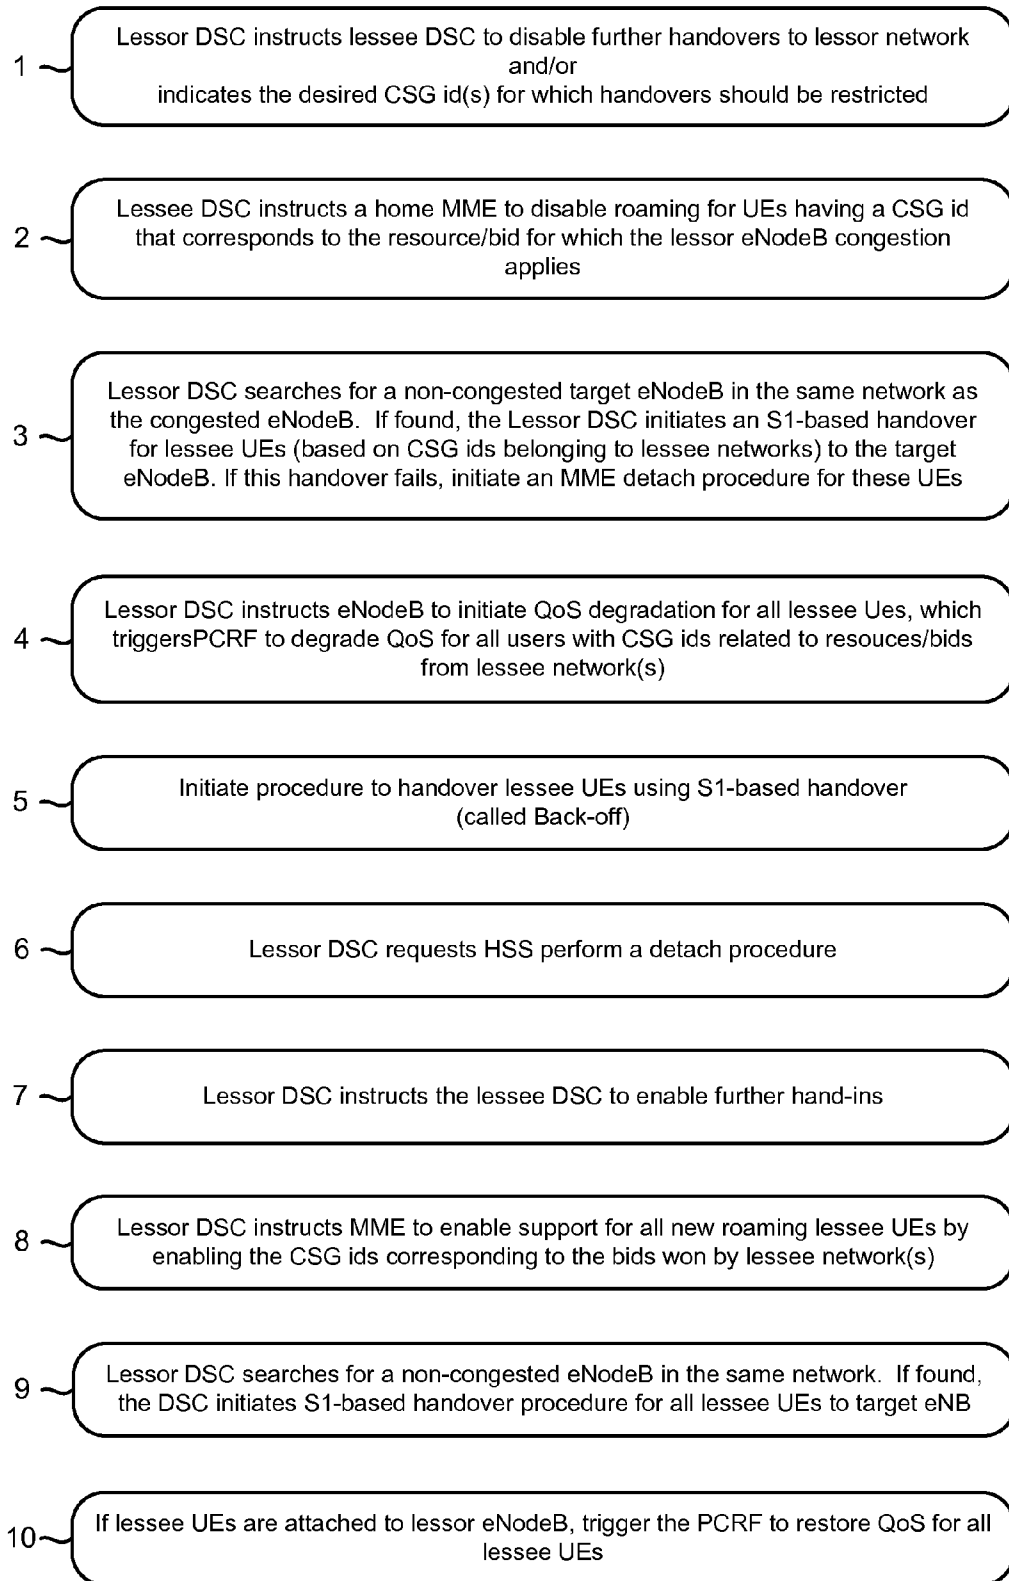 Lessor DSC instructs lessee DSC to disable further handovers to lessor network
and/or
1
indicates the desired CSG id(s) for which handovers should be restricted
Lessee DSC instructs a home MME to disable roaming for UEs having a CSG id
2
that corresponds to the resource/bid for which the lessor eNodeB congestion
applies
Lessor DSC searches for a non-congested target eNodeB in the same network as
the congested eNodeB. If found, the Lessor DSC initiates an S1-based handover
3
for lessee UEs (based on CSG ids belonging to lessee networks) to the target
eNodeB. If this handover fails, initiate an MME detach procedure for these UEs
Lessor DSC instructs eNodeB to initiate QoS degradation for all lessee Ues, which
4
triggersPCRF to degrade QoS for all users with CSG ids related to resouces/bids
from lessee network(s)
5
Initiate procedure to handover lessee UEs using S1-based handover
(called Back-off)
6
Lessor DSC requests HSS perform a detach procedure
7
Lessor DSC instructs the lessee DSC to enable further hand-ins
8
Lessor DSC instructs MME to enable support for all new roaming lessee UEs by
enabling the CSG ids corresponding to the bids won by lessee network(s)
9
Lessor DSC searches for a non-congested eNodeB in the same network. If found,
the DSC initiates S1-based handover procedure for all lessee UEs to target eNB
10
If lessee UEs are attached to lessor eNodeB, trigger the PCRF to restore QoS for all
lessee UEs